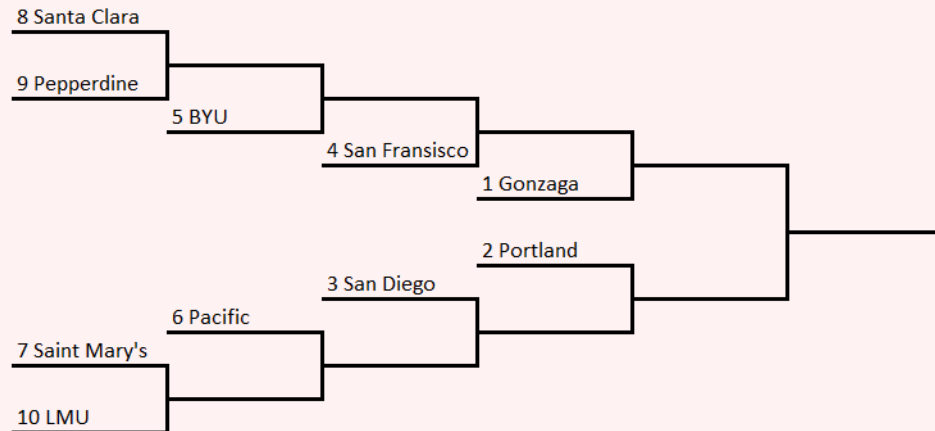 8 Santa Clara
9 Pepperdine
5 BYU
4 San Fransisco
1 Gonzaga
2 Portland
3 San Diego
6 Pacific
7 Saint Mary's
10 LMU